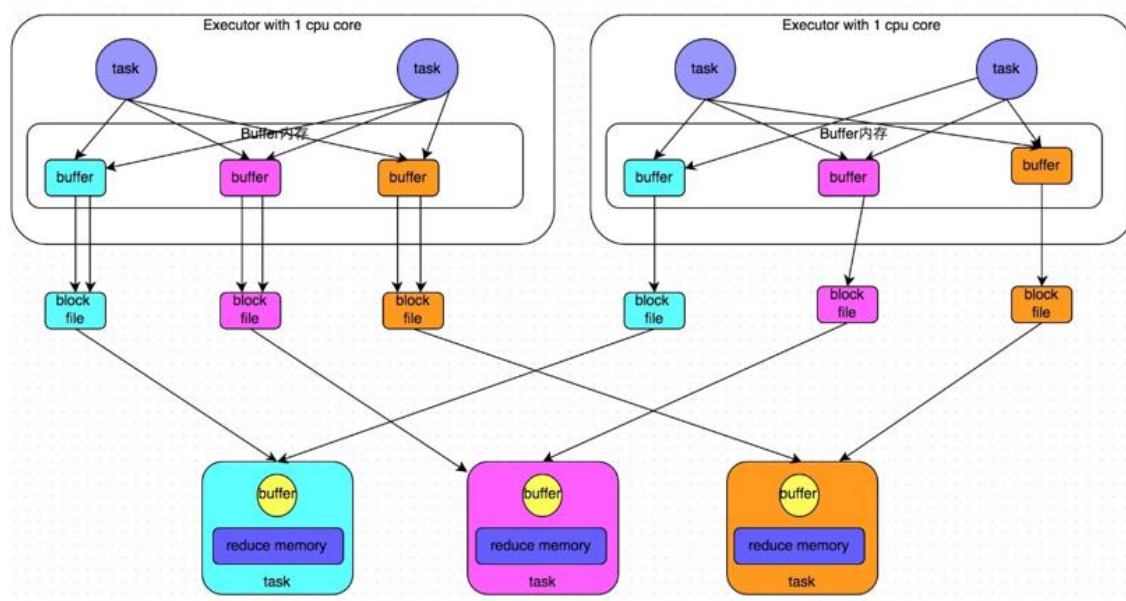 Executor with 1 cpu core
Executor with 1 cpu core
task
task
task
task
Buffer内存
Buffer内存
buffer
buffer
buffer
buffer
buffer
buffer
block
file
block
file
block
file
block
file
block
file
block
file
buffer
buffer
buffer
reduce memory
reduce memory
reduce memory
task
task
task